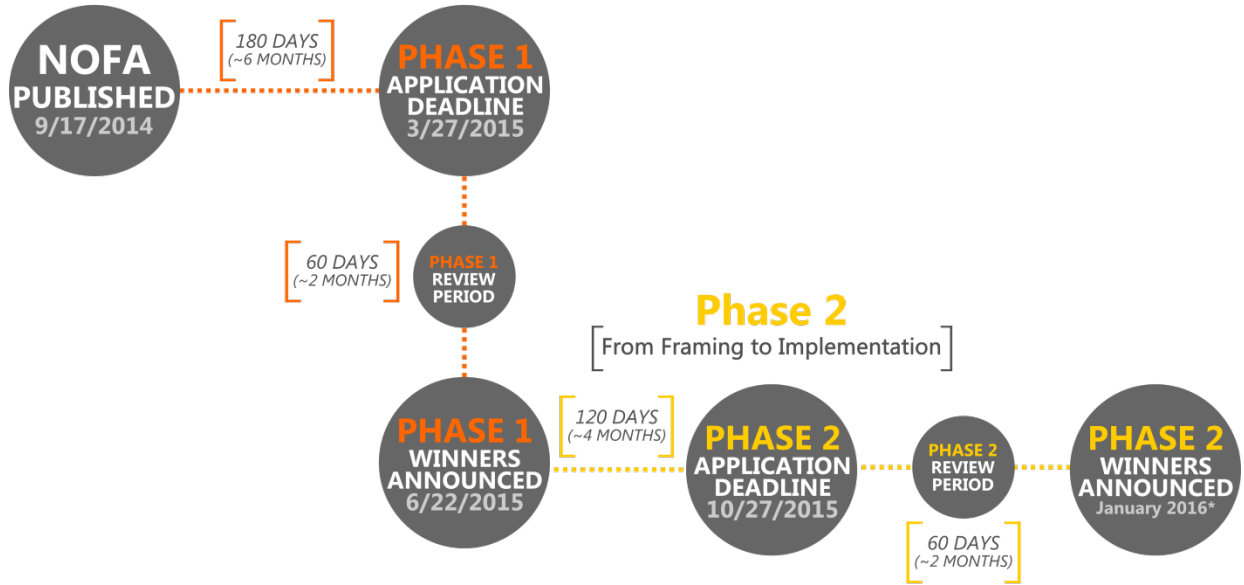 NOFA
PUBLISHED
9/17/2014
180 DAYS
(~6 MONTHS)
PHASE 1
APPLICATION
DEADLINE
3/27/2015
60 DAYS
(~2 MONTHS)
PHASE 1
REVIEW
PERIOD
Phase 2
From Framing to Implementation
PHASE 1
WINNERS
ANNOUNCED
6/22/2015
120 DAYS
(~4 MONTHS)
PHASE 2
APPLICATION
DEADLINE
10/27/2015
PHASE 2
REVIEW
PERIOD
60 DAYS
(~2 MONTHS)
PHASE 2
WINNERS
ANNOUNCED
January 2016*